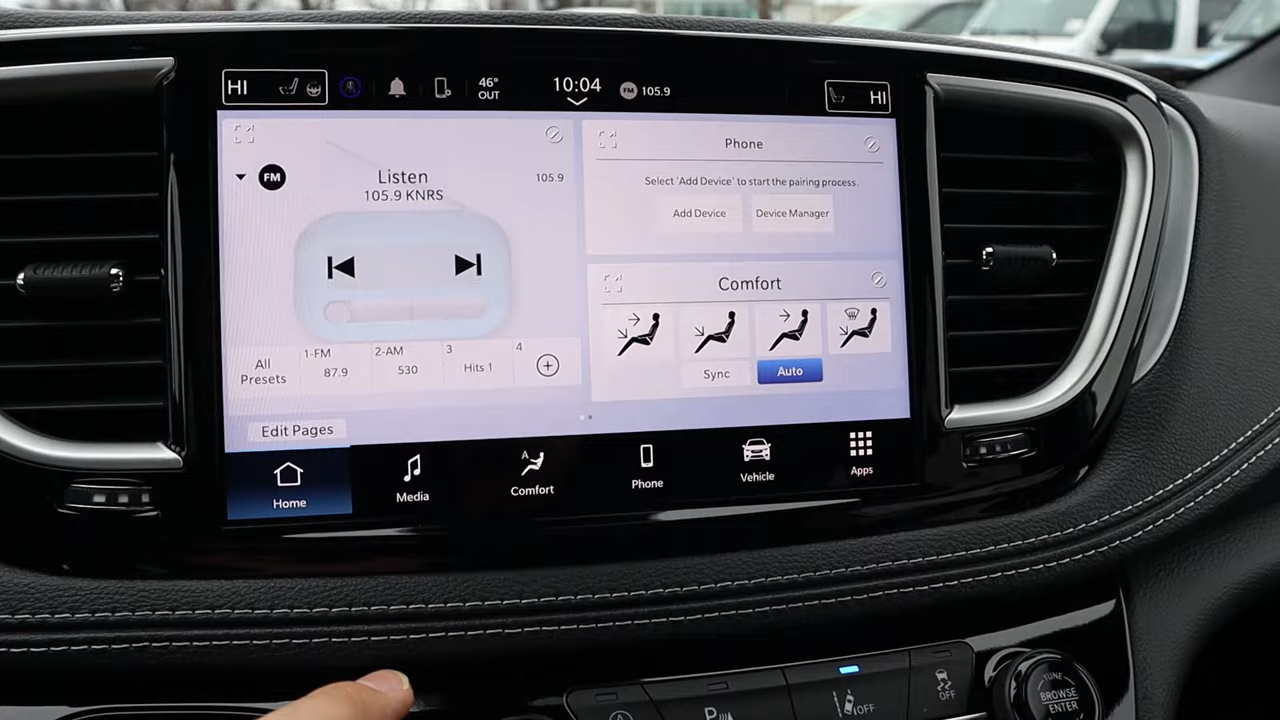 HI
46°
OUT
10:04
FM 105.9
HI
FM
Listen
105.9 KNRS
105.9
Phone
Select 'Add Device' to start the pairing process.
Add Device
Device Manager
Comfort
Sync
Auto
All
Presets
1-FM
87.9
2-AM
530
3
Hits 1
4
Edit Pages
Home
Media
A
Comfort
Phone
Vehicle
Apps
P
OFF
OFF
TUNE
BROWSE
ENTER